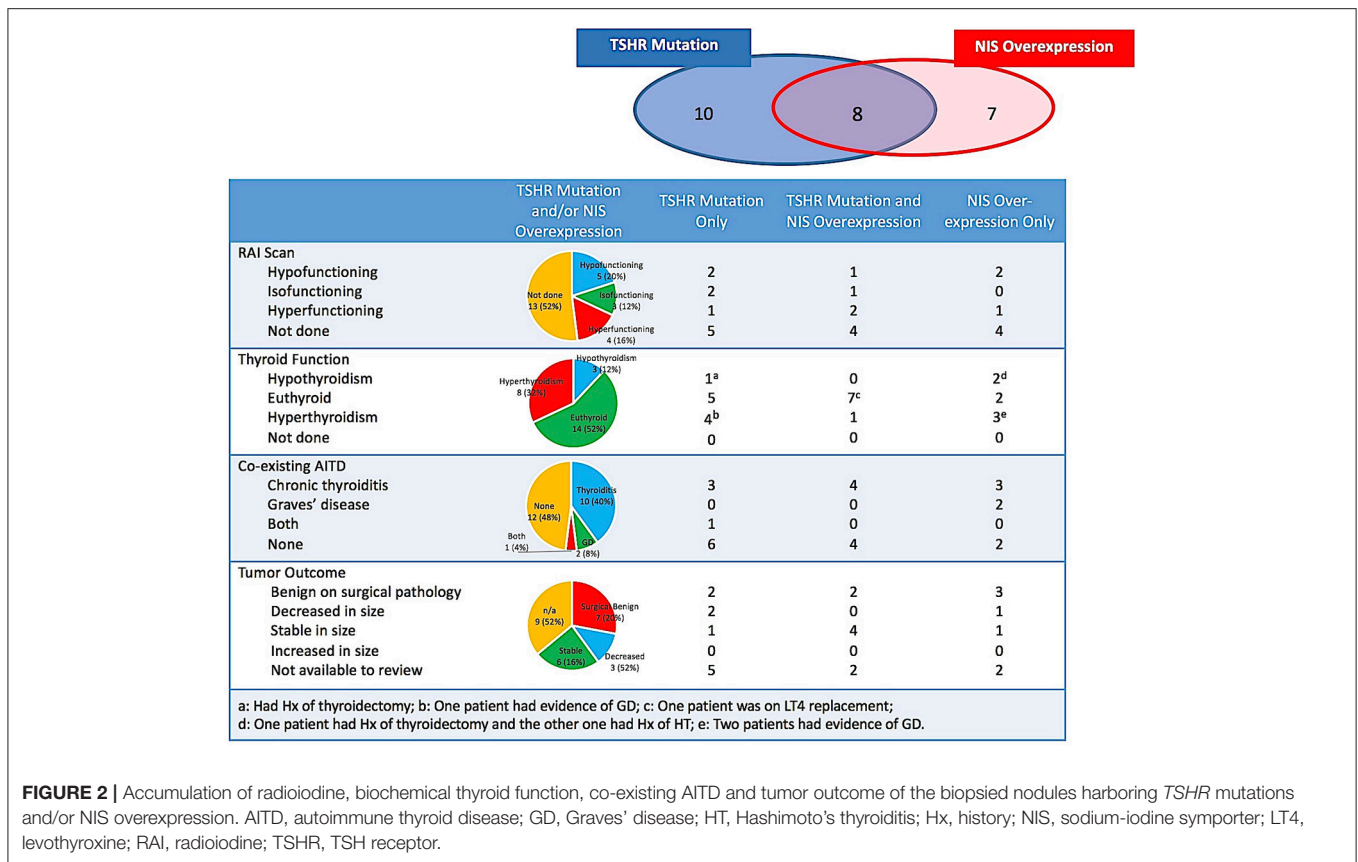 TSHR Mutation
NIS Overexpression
10
8
7
TSHR Mutation and/or NIS Overexpression
TSHR Mutation Only
TSHR Mutation and NIS Overexpression
NIS Over-expression Only
RAI Scan
Hypofunctioning 2 1 2
Isofunctioning 2 1 0
Hyperfunctioning 1 2 1
Not done 5 4 4
Hypofunctioning
5 (20%)
Isofunctioning
3 (12%)
Hyperfunctioning
4 (16%)
Not done
13 (52%)
Thyroid Function
Hypothyroidism 1a 0 2d
Euthyroid 5 7c 2
Hyperthyroidism 4b 1 3e
Not done 0 0 0
Hypothyroidism
3 (12%)
Hyperthyroidism
8 (32%)
Euthyroid
14 (52%)
Co-existing AITD
Chronic thyroiditis 3 4 3
Graves' disease 0 0 2
Both 1 0 0
None 6 4 2
Thyroiditis
10 (40%)
None
12 (48%)
Both
1 (4%)
GD
2 (8%)
Tumor Outcome
Benign on surgical pathology 2 2 3
Decreased in size 2 0 1
Stable in size 1 4 1
Increased in size 0 0 0
Not available to review 5 2 2
Surgical Benign
7 (20%)
n/a
9 (52%)
Stable
6 (16%)
Decreased
3 (52%)
a: Had Hx of thyroidectomy; b: One patient had evidence of GD; c: One patient was on LT4 replacement;
d: One patient had Hx of thyroidectomy and the other one had Hx of HT; e: Two patients had evidence of GD.
FIGURE 2 | Accumulation of radioiodine, biochemical thyroid function, co-existing AITD and tumor outcome of the biopsied nodules harboring TSHR mutations
and/or NIS overexpression. AITD, autoimmune thyroid disease; GD, Graves' disease; HT, Hashimoto's thyroiditis; Hx, history; NIS, sodium-iodine symporter; LT4,
levothyroxine; RAI, radioiodine; TSHR, TSH receptor.